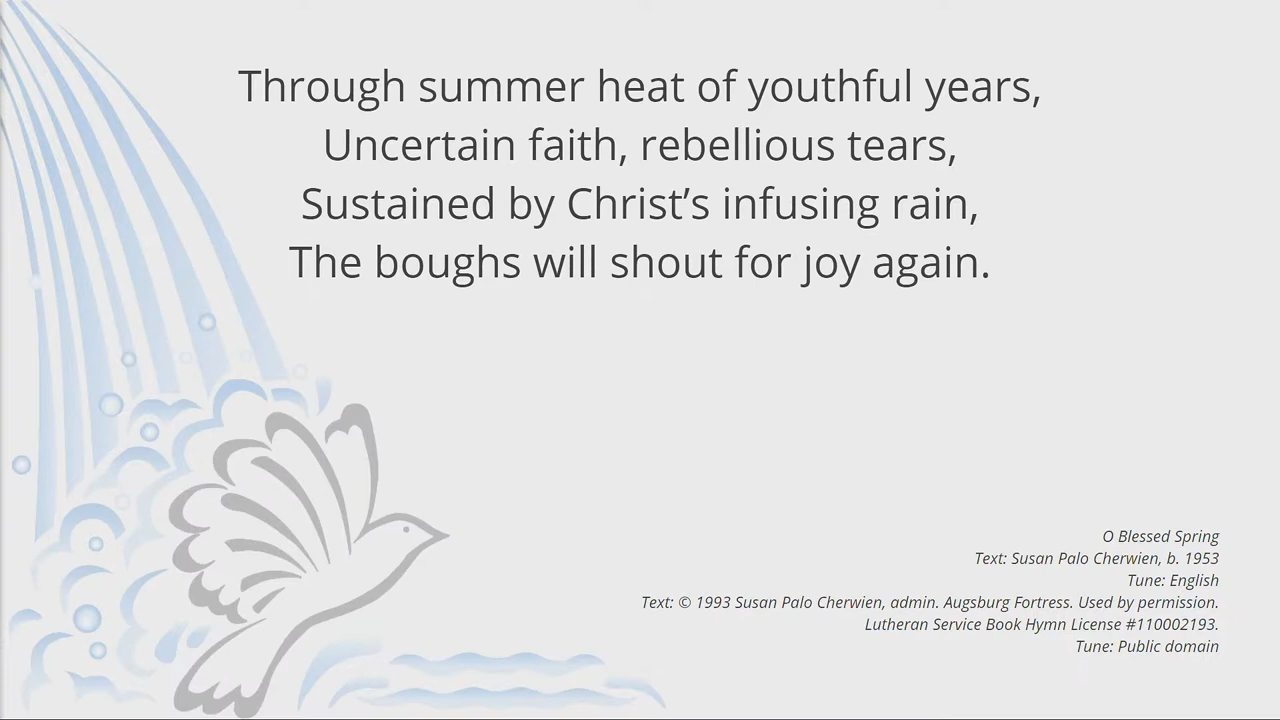 Through summer heat of youthful years,
Uncertain faith, rebellious tears,
Sustained by Christ’s infusing rain,
The boughs will shout for joy again.
O Blessed Spring
Text: Susan Palo Cherwien, b. 1953
Tune: English
Text: © 1993 Susan Palo Cherwien, admin. Augsburg Fortress. Used by permission.
Lutheran Service Book Hymn License #110002193.
Tune: Public domain